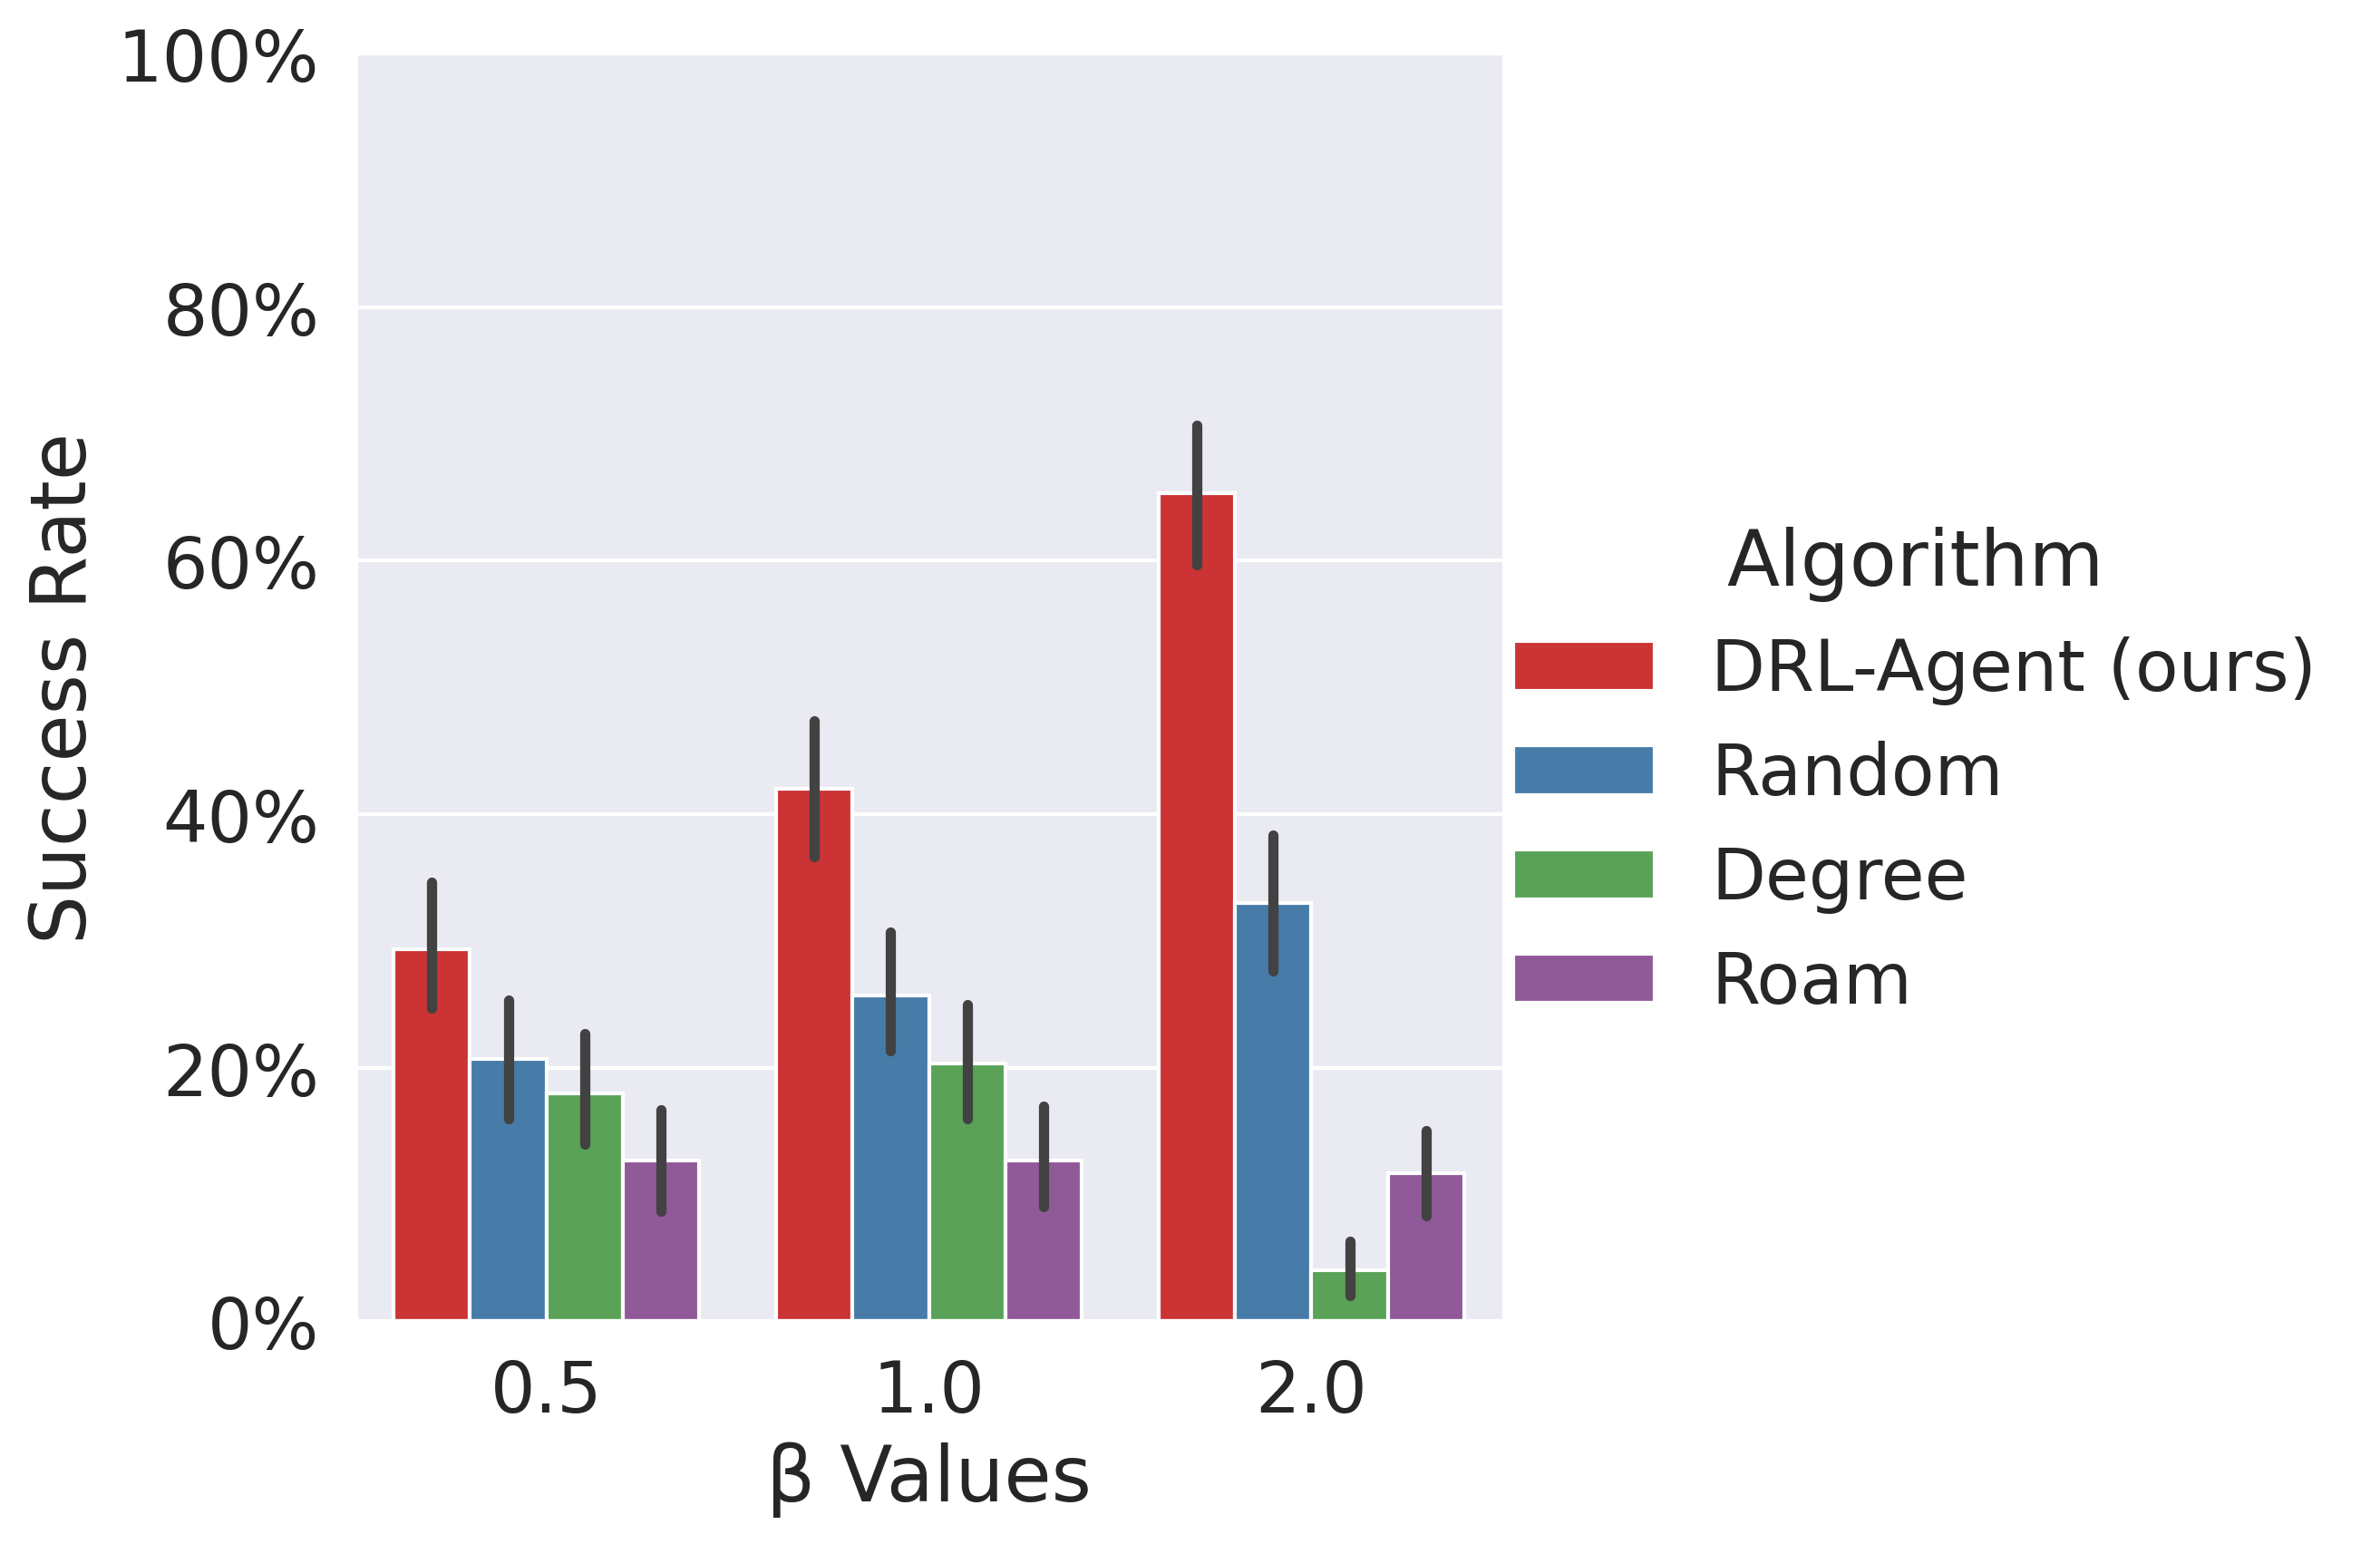 100%
80%
60%
40%
20%
0%
Success Rate
0.5 1.0 2.0
β Values
Algorithm
DRL-Agent (ours)
Random
Degree
Roam